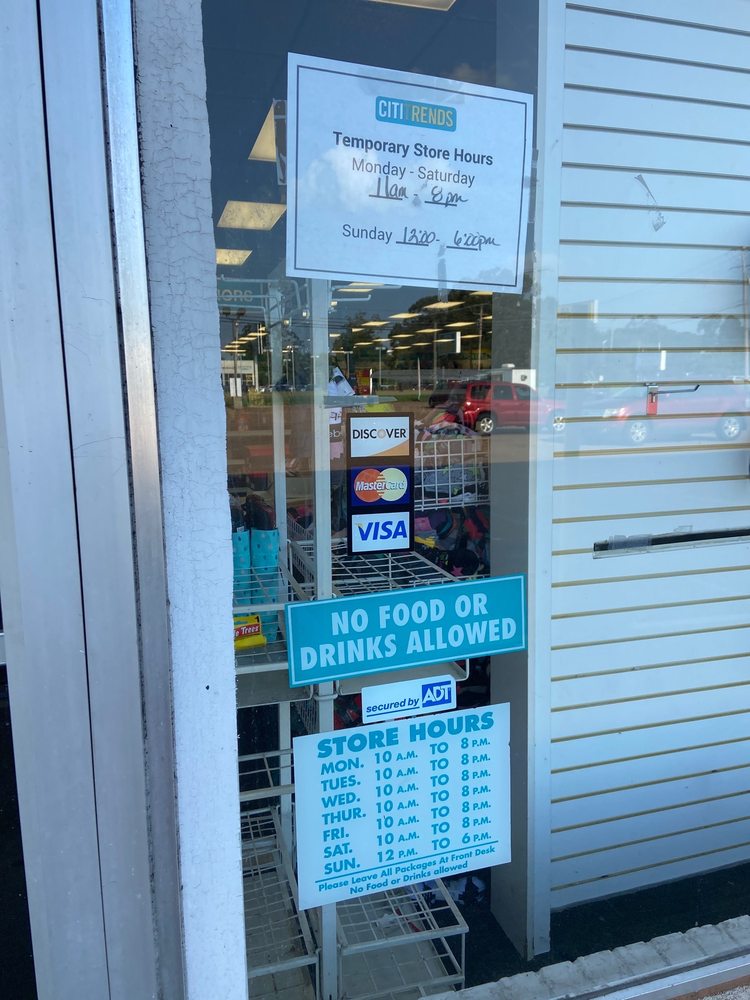 CITITRENDS
Temporary Store Hours
Monday - Saturday
11am - 8pm
Sunday 12:00 - 6:00pm
DISCOVER
MasterCard
VISA
e Trees
NO FOOD OR
DRINKS ALLOWED
secured by ADT
STORE HOURS
MON. 10 A.M. TO 8 P.M.
TUES. 10 A.M. TO 8 P.M.
WED. 10 A.M. TO 8 P.M.
THUR. 10 A.M. TO 8 P.M.
FRI. 10 A.M. TO 8 P.M.
SAT. 10 A.M. TO 8 P.M.
SUN. 12 P.M. TO 6 P.M.
Please Leave All Packages At Front Desk
No Food or Drinks allowed